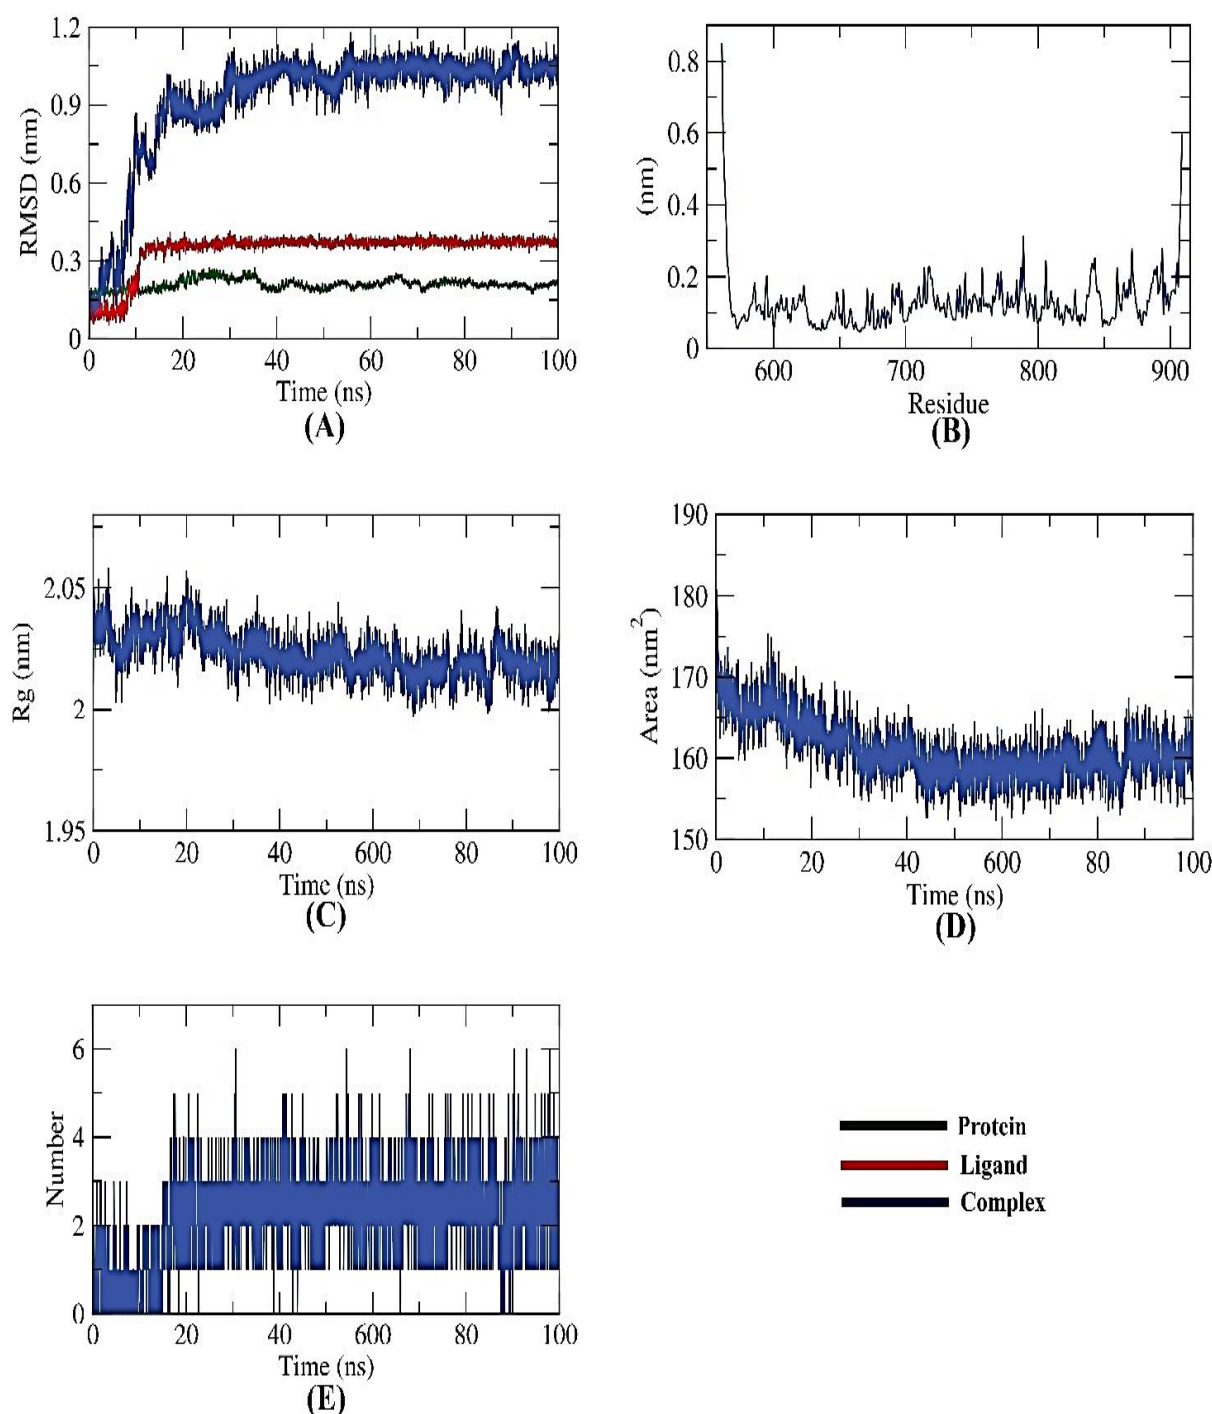 1.2
0.9
0.6
0.3
0
RMSD (nm)
0 20 40 60 80 100
Time (ns)
(A)
0.8
0.6
0.4
0.2
0
(nm)
600 700 800 900
Residue
(B)
2.05
2
1.95
Rg (nm)
0 20 40 600 80 100
Time (ns)
(C)
190
180
170
160
150
Area (nm²)
0 20 40 600 80 100
Time (ns)
(D)
6
4
2
0
Number
0 20 40 600 80 100
Time (ns)
(E)
Protein
Ligand
Complex